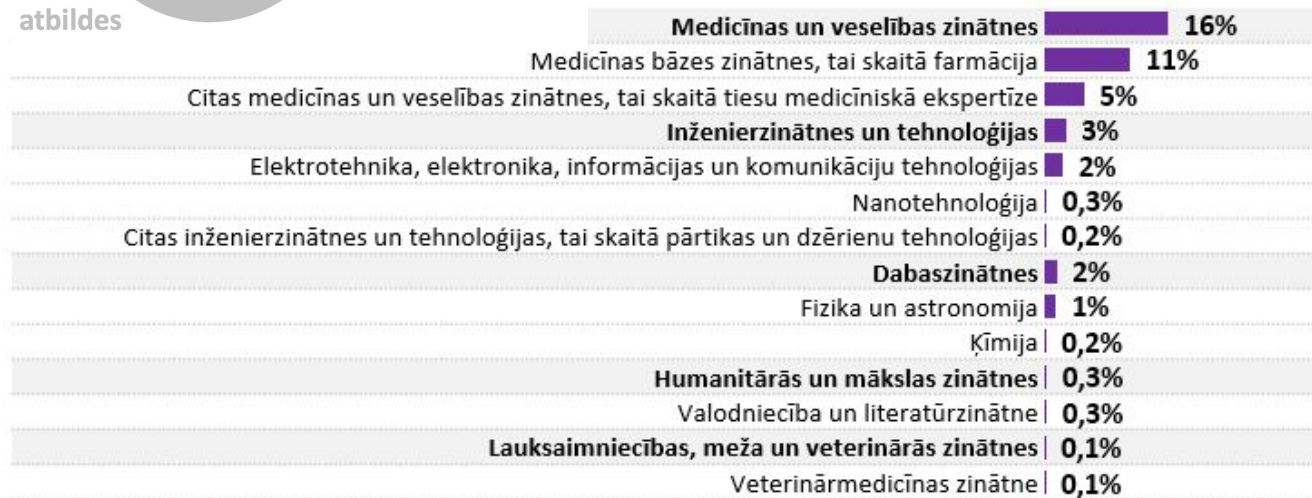 atbildes
Medicīnas un veselības zinātnes 16%
Medicīnas bāzes zinātnes, tai skaitā farmācija 11%
Citas medicīnas un veselības zinātnes, tai skaitā tiesu medicīniskā ekspertīze 5%
Inženierzinātnes un tehnoloģijas 3%
Elektrotehnika, elektronika, informācijas un komunikāciju tehnoloģijas 2%
Nanotehnoloģija 0,3%
Citas inženierzinātnes un tehnoloģijas, tai skaitā pārtikas un dzērienu tehnoloģijas 0,2%
Dabaszinātnes 2%
Fizika un astronomija 1%
Ķīmija 0,2%
Humanitārās un mākslas zinātnes 0,3%
Valodniecība un literatūrzinātne 0,3%
Lauksaimniecības, meža un veterinārās zinātnes 0,1%
Veterinārmedicīnas zinātne 0,1%